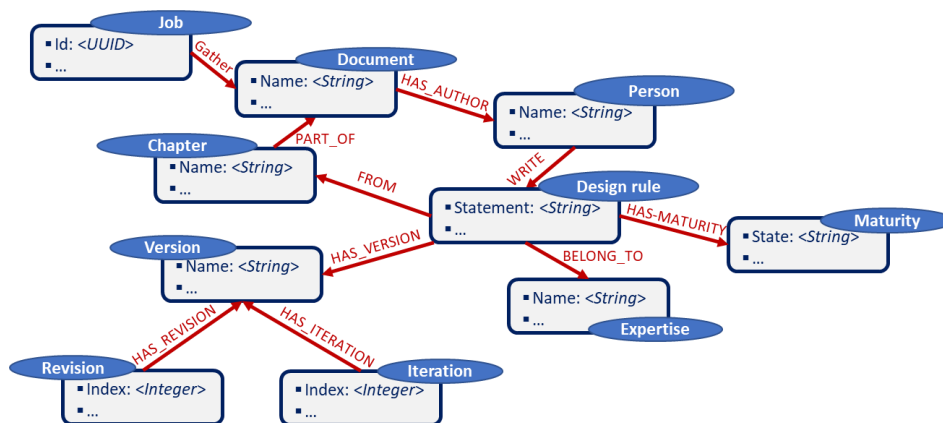 Job
▪ Id: <UUID>
▪ ...
Gather
Document
▪ Name: <String>
▪ ...
HAS_AUTHOR
Person
▪ Name: <String>
▪ ...
Chapter
▪ Name: <String>
▪ ...
PART_OF
WRITE
FROM
Design rule
▪ Statement: <String>
▪ ...
HAS-MATURITY
Maturity
▪ State: <String>
▪ ...
Version
▪ Name: <String>
▪ ...
HAS_VERSION
BELONG_TO
▪ Name: <String>
▪ ...
Expertise
HAS_REVISION
HAS_ITERATION
Revision
▪ Index: <Integer>
▪ ...
Iteration
▪ Index: <Integer>
▪ ...